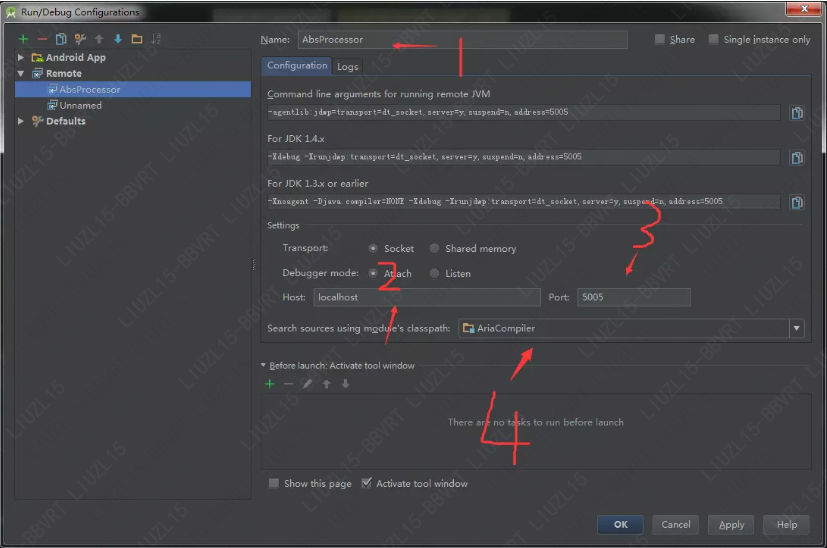 Run/Debug Configurations
Name: AbsProcessor
Share
Single instance only
1
Android App
Remote
AbsProcessor
Unnamed
Defaults
Configuration
Logs
Command line arguments for running remote JVM
-agentlib:jdwp=transport=dt_socket,server=y,suspend=n,address=5005
For JDK 1.4.x
-Xdebug -Xrunjdwp:transport=dt_socket,server=y,suspend=n,address=5005
For JDK 1.3.x or earlier
-Xnoagent -Djava.compiler=NONE -Xdebug -Xrunjdwp:transport=dt_socket,server=y,suspend=n,address=5005
Settings
3
Transport: Socket Shared memory
Debugger mode: Attach Listen
2
Host: localhost Port: 5005
Search sources using module's classpath: AriaCompiler
Before launch: Activate tool window
4
There are no tasks to run before launch
Show this page Activate tool window
OK Cancel Apply Help
LIUZL15-BBVRT LIUZL15